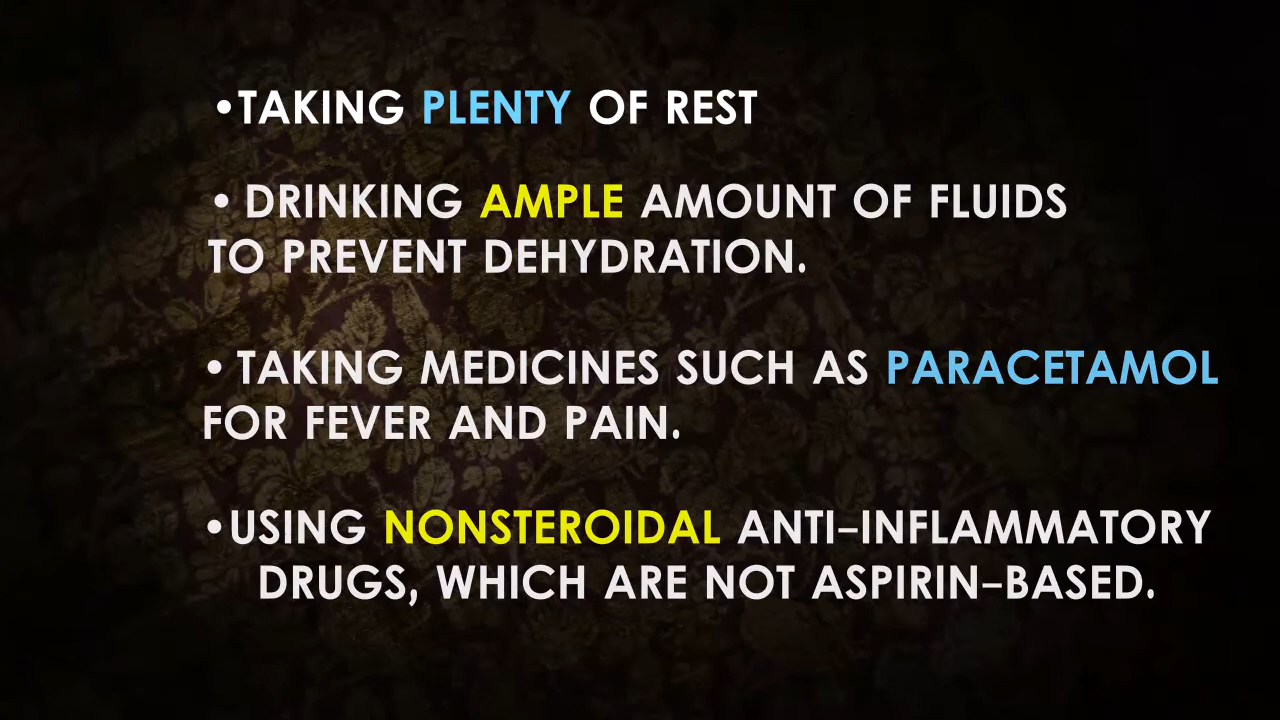 •TAKING PLENTY OF REST
• DRINKING AMPLE AMOUNT OF FLUIDS
TO PREVENT DEHYDRATION.
• TAKING MEDICINES SUCH AS PARACETAMOL
FOR FEVER AND PAIN.
•USING NONSTEROIDAL ANTI–INFLAMMATORY
DRUGS, WHICH ARE NOT ASPIRIN–BASED.